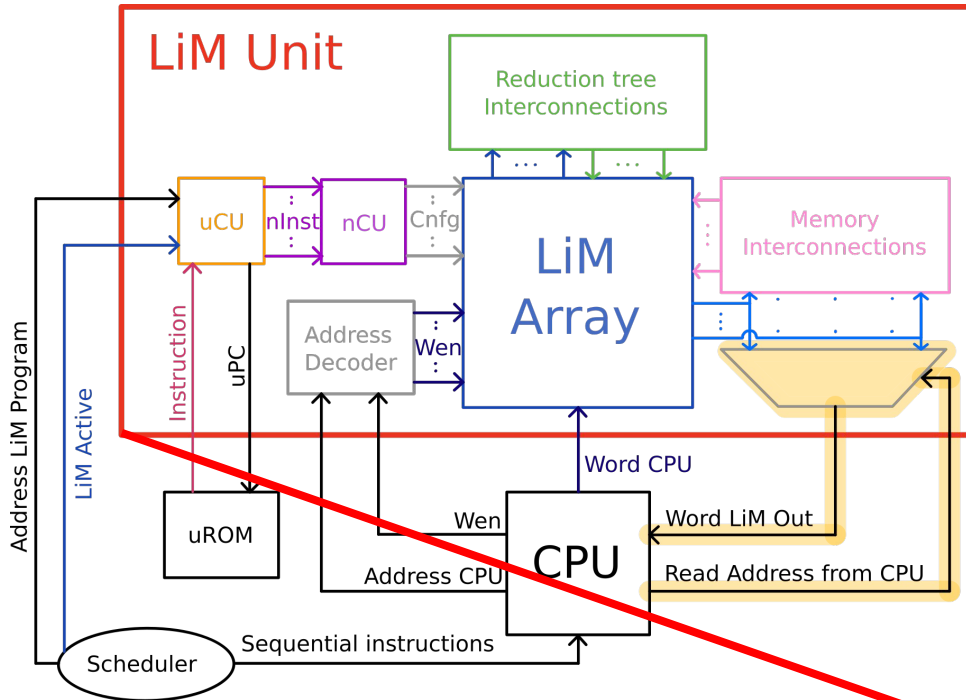 LiM Unit
Reduction tree
Interconnections
uCU
nInst
nCU
Cnfg
LiM
Array
Memory
Interconnections
Address
Decoder
Wen
Address LiM Program
LiM Active
Instruction
uPC
Word CPU
uROM
Wen
CPU
Word LiM Out
Address CPU
Read Address from CPU
Scheduler
Sequential instructions